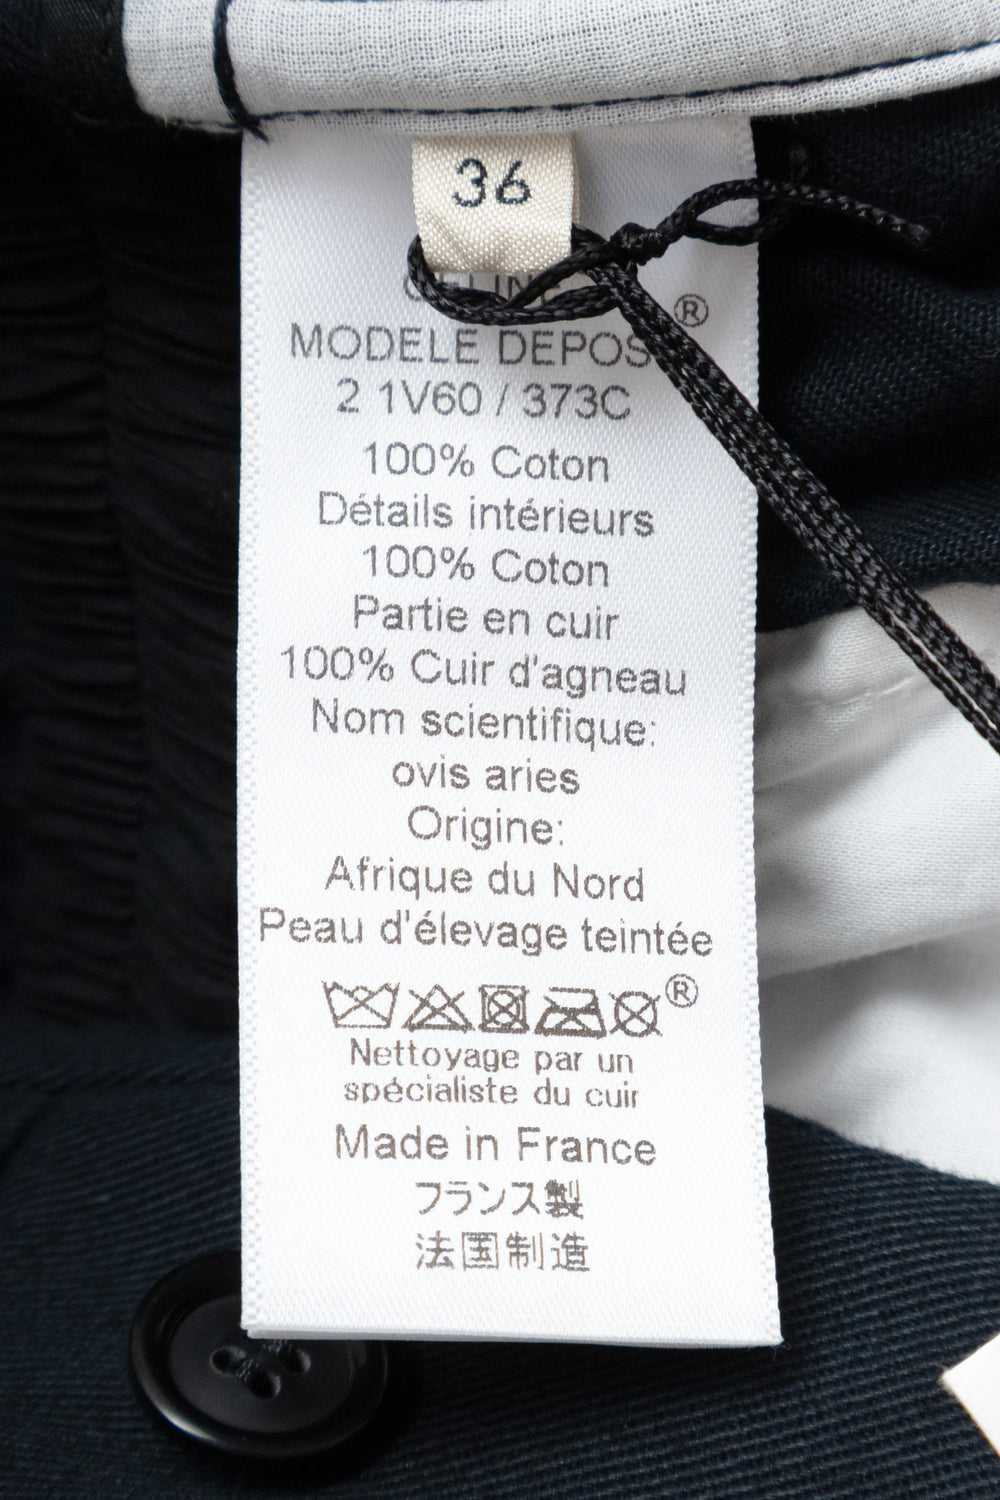 36
MODELE DEPOS
2 1V60 / 373C
100% Coton
Détails intérieurs
100% Coton
Partie en cuir
100% Cuir d'agneau
Nom scientifique:
ovis aries
Origine:
Afrique du Nord
Peau d'élevage teintée
Nettoyage par un
spécialiste du cuir
Made in France
フランス製
法国制造